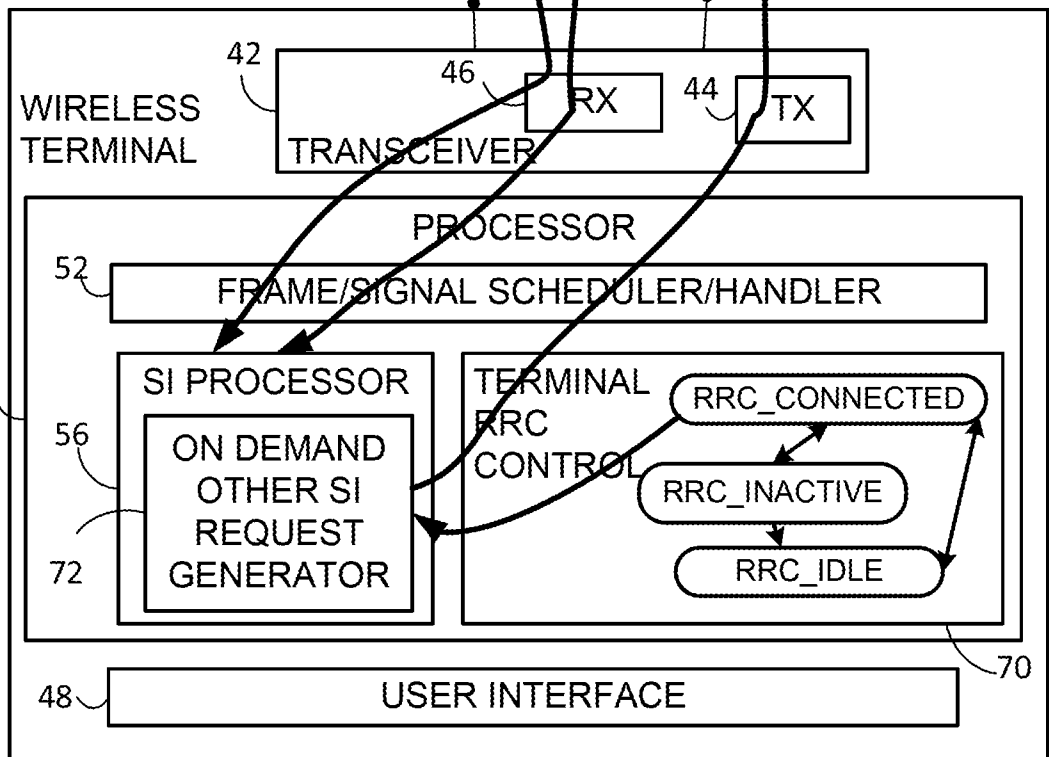 42
46
RX
44
TX
WIRELESS
TERMINAL
TRANSCEIVER
PROCESSOR
52
FRAME/SIGNAL SCHEDULER/HANDLER
SI PROCESSOR
56
ON DEMAND
OTHER SI
REQUEST
GENERATOR
72
TERMINAL
RRC
CONTROL
RRC_CONNECTED
RRC_INACTIVE
RRC_IDLE
70
48
USER INTERFACE